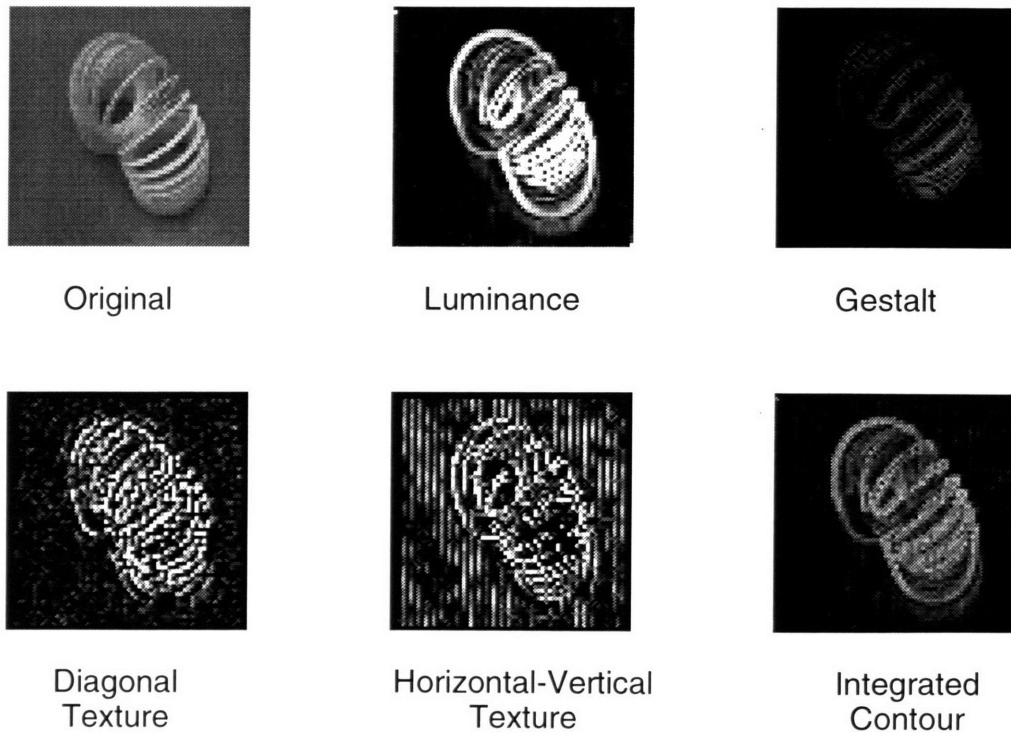 Original
Luminance
Gestalt
Diagonal
Texture
Horizontal-Vertical
Texture
Integrated
Contour